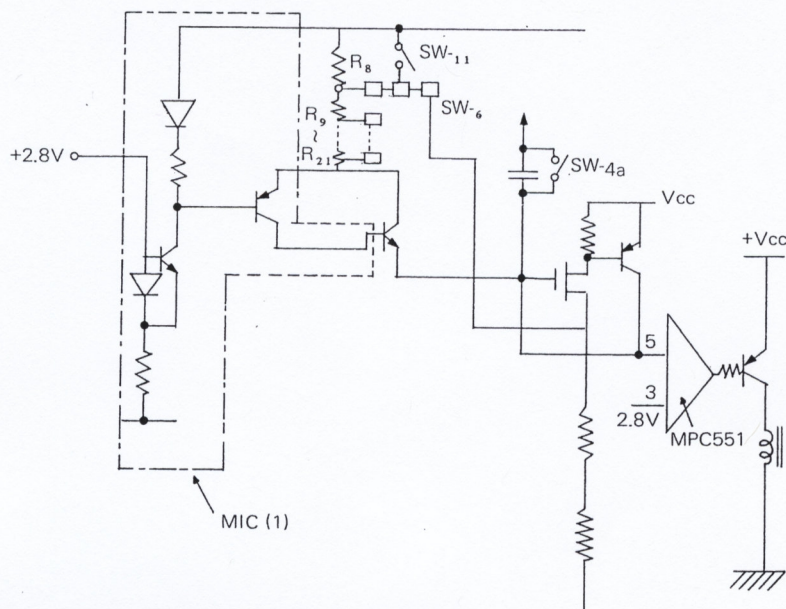 SW-11
R8
SW-6
R9
~
R21
+2.8V
SW-4a
Vcc
+Vcc
5
3
2.8V
MPC551
MIC (1)